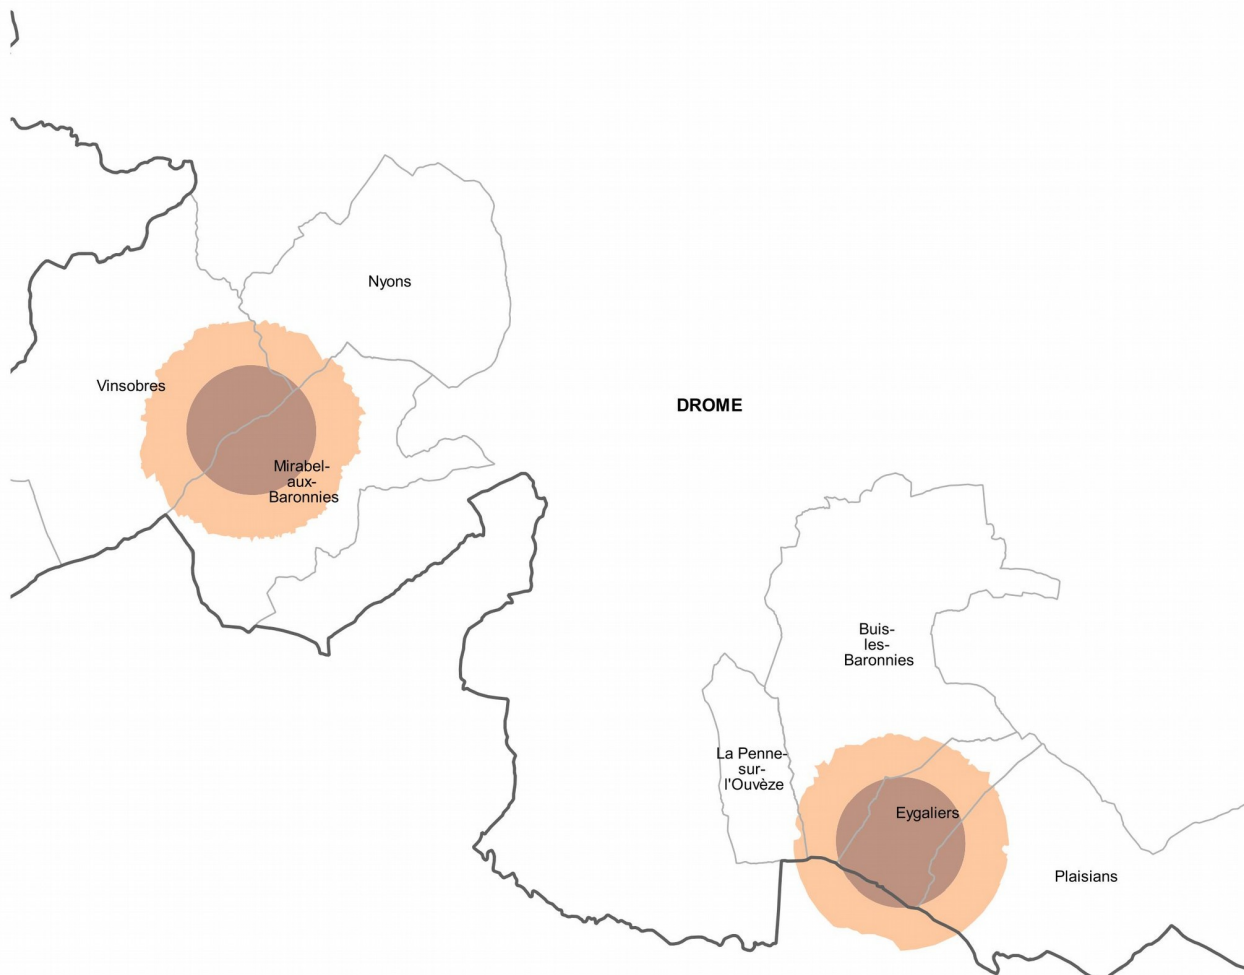 Nyons
Vinsobres
DROME
Mirabel-
aux-
Baronnies
Buis-
les-
Baronnies
La Penne-
sur-
l'Ouvèze
Eygaliers
Plaisians